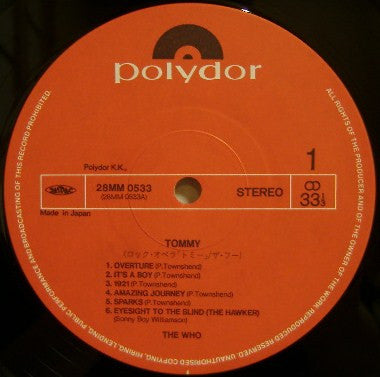 polydor
ALL RIGHTS OF THE PRODUCER AND OF THE OWNER OF THE WORK REPRODUCED RESERVED. UNAUTHORISED COPYING, HIRING, LENDING, PUBLIC PERFORMANCE AND BROADCASTING OF THIS RECORD PROHIBITED.
Polydor K.K.,
1
28MM 0533
(28MM 0533A)
STEREO
33 1/3
Made in Japan
TOMMY
(ロック・オペラ“トミー”/ザ・フー)
1. OVERTURE (P.Townshend)
2. IT'S A BOY (P.Townshend)
3. 1921 (P.Townshend)
4. AMAZING JOURNEY (P.Townshend)
5. SPARKS (P.Townshend)
6. EYESIGHT TO THE BLIND (THE HAWKER)
(Sonny Boy Williamson)
THE WHO